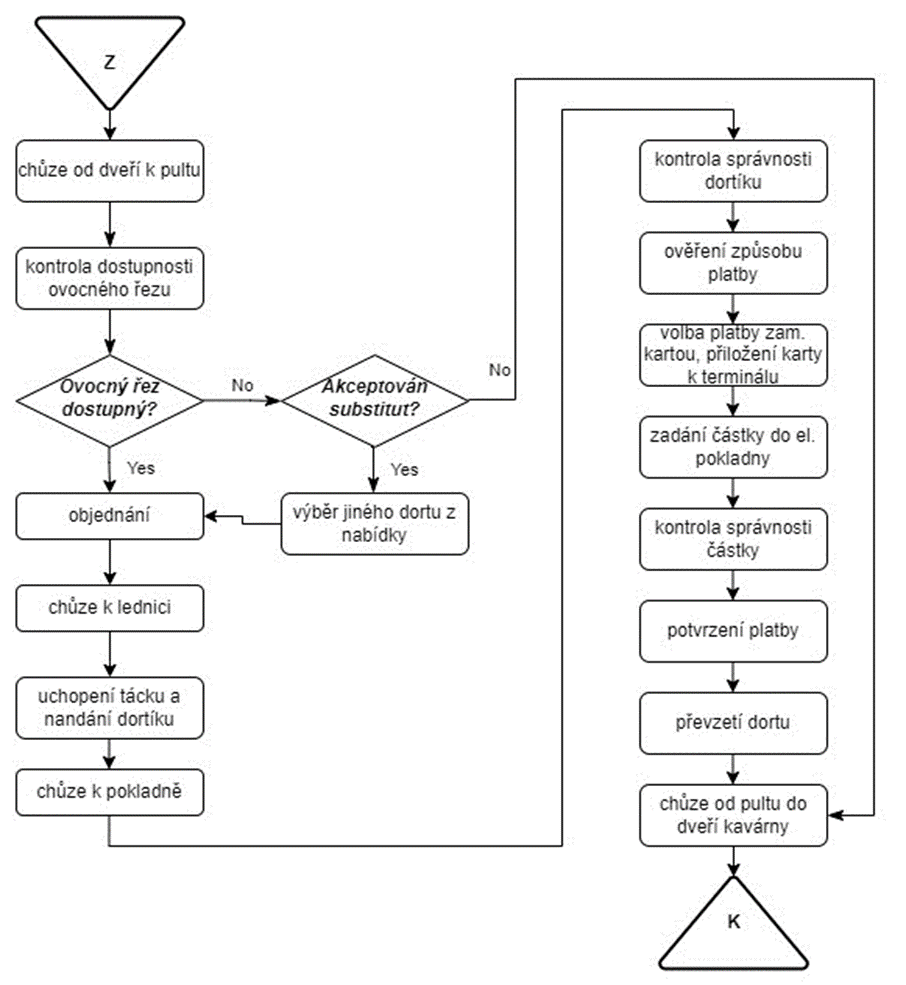 Z
chůze od dveří k pultu
kontrola dostupnosti
ovocného řezu
Ovocný řez
dostupný?
No
Akceptován
substitut?
No
Yes
Yes
objednání
výběr jiného dortu z
nabídky
chůze k lednici
uchopení tácku a
nandání dortíku
chůze k pokladně
kontrola správnosti
dortíku
ověření způsobu
platby
volba platby zam.
kartou, přiložení karty
k terminálu
zadání částky do el.
pokladny
kontrola správnosti
částky
potvrzení platby
převzetí dortu
chůze od pultu do
dveří kavárny
K